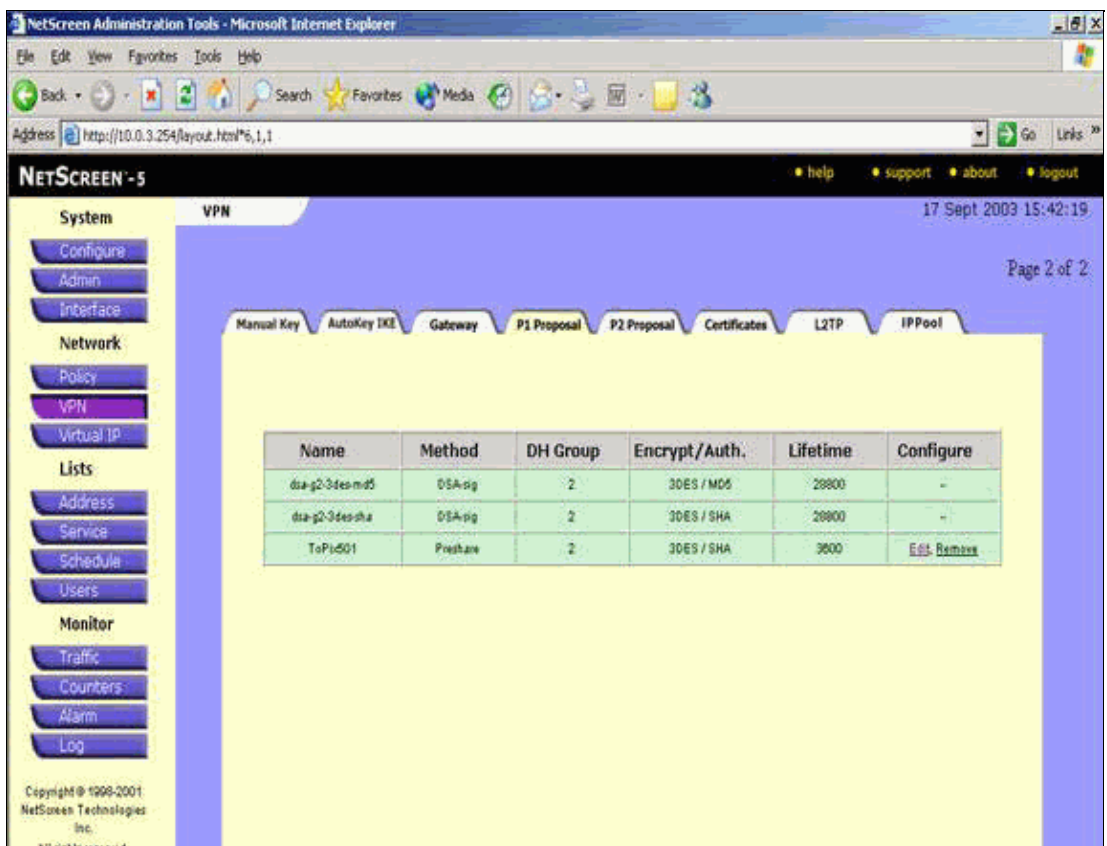 NetScreen Administration Tools - Microsoft Internet Explorer
File Edit View Favorites Tools Help
Back Search Favorites Media
Address http://10.0.3.254/layout.html*6,1,1 Go Links »
NETSCREEN-5 help support about logout
VPN 17 Sept 2003 15:42:19
Page 2 of 2
System
Configure
Admin
Interface
Network
Policy
VPN
Virtual IP
Lists
Address
Service
Schedule
Users
Monitor
Traffic
Counters
Alarm
Log
Copyright © 1998-2001
NetScreen Technologies
Inc.
Manual Key AutoKey IKE Gateway P1 Proposal P2 Proposal Certificates L2TP IPPool
Name Method DH Group Encrypt/Auth. Lifetime Configure
dsa-g2-3des-md5 DSA-sig 2 3DES / MD5 28800 -
dsa-g2-3des-sha DSA-sig 2 3DES / SHA 28800 -
ToPix501 Preshare 2 3DES / SHA 3600 Edit, Remove